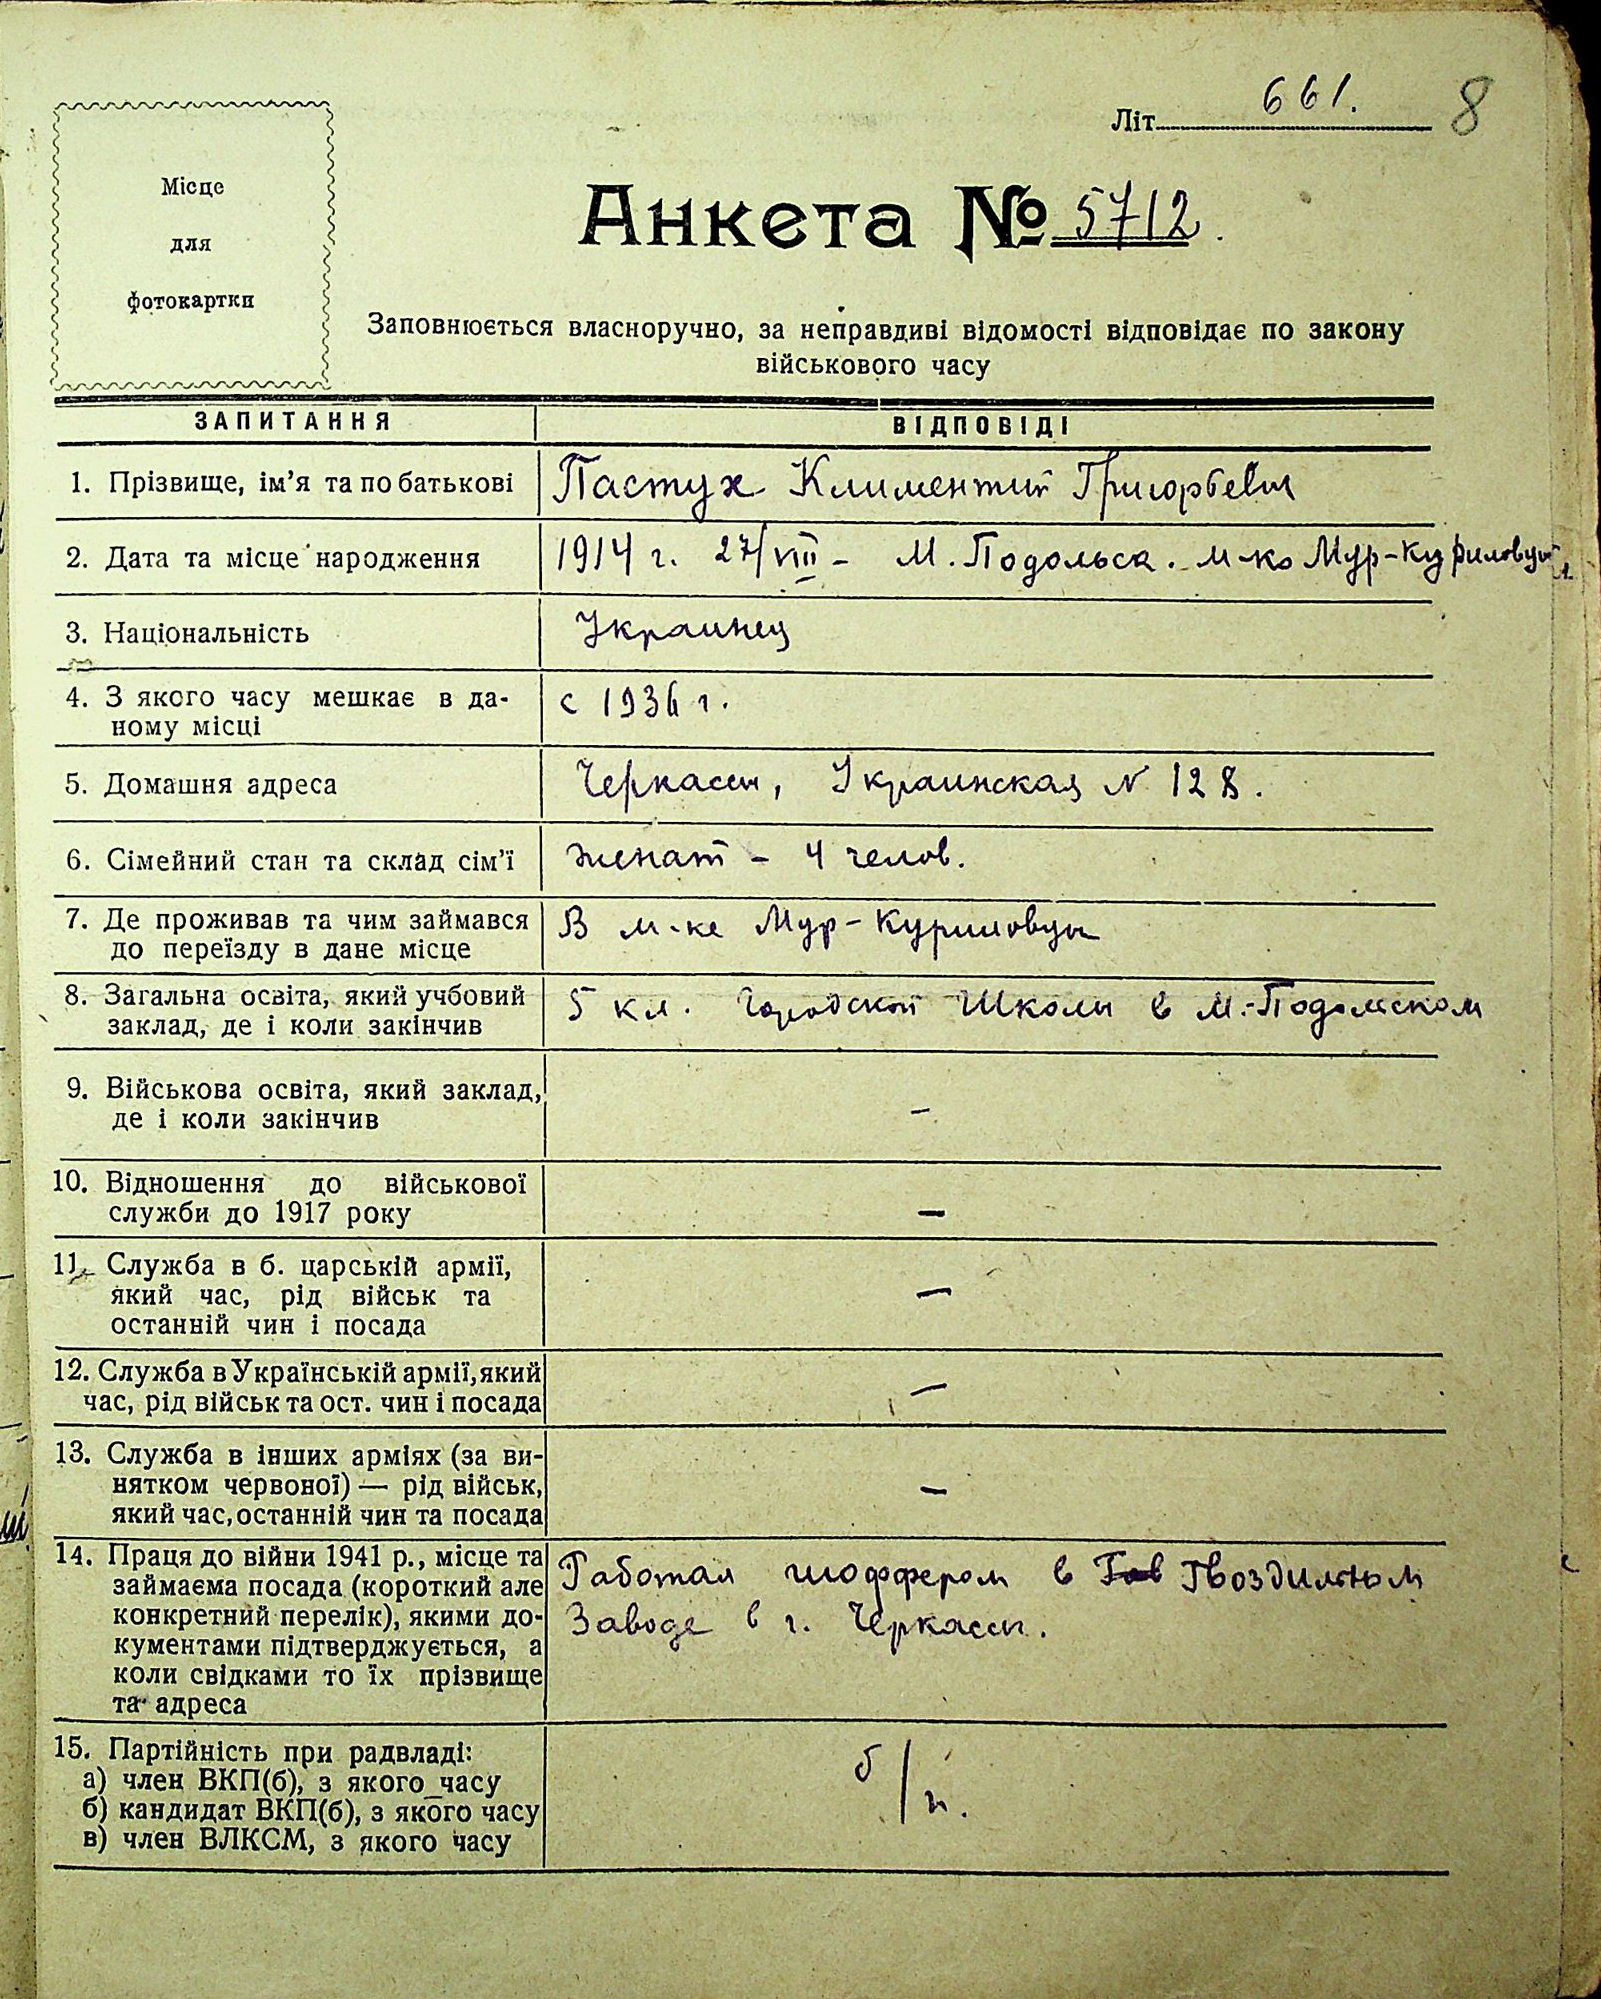 Літ 661. 8
Місце
для
фотокартки
Анкета № 5712.
Заповнюється власноручно, за неправдиві відомості відповідає по закону
військового часу
ЗАПИТАННЯ ВІДПОВІДІ
1. Прізвище, ім'я та по батькові Пастух Климентий Григорьевич
2. Дата та місце народження 1914 г. 27/VIII - М. Подольск. м-ко Мур-Куриловцы
3. Національність Украинец
4. З якого часу мешкає в да- с 1936 г.
ному місці
5. Домашня адреса Черкассы, Украинская N 128.
6. Сімейний стан та склад сім'ї женат - 4 челов.
7. Де проживав та чим займався В м-ке Мур-Куриловцы
до переїзду в дане місце
8. Загальна освіта, який учбовий 5 кл. городской Школы в М.-Подольском
заклад, де і коли закінчив
9. Військова освіта, який заклад, –
де і коли закінчив
10. Відношення до військової
служби до 1917 року –
11. Служба в б. царській армії,
який час, рід військ та –
останній чин і посада
12. Служба в Українській армії, який –
час, рід військ та ост. чин і посада
13. Служба в інших арміях (за ви-
нятком червоної) — рід військ, –
який час, останній чин та посада
14. Праця до війни 1941 р., місце та Работал шоффером в Гов Гвоздильном
займаєма посада (короткий але
конкретний перелік), якими до- Заводе в г. Черкассы.
кументами підтверджується, а
коли свідками то їх прізвище
та адреса
15. Партійність при радвладі: б/п.
а) член ВКП(б), з якого часу
б) кандидат ВКП(б), з якого часу
в) член ВЛКСМ, з якого часу